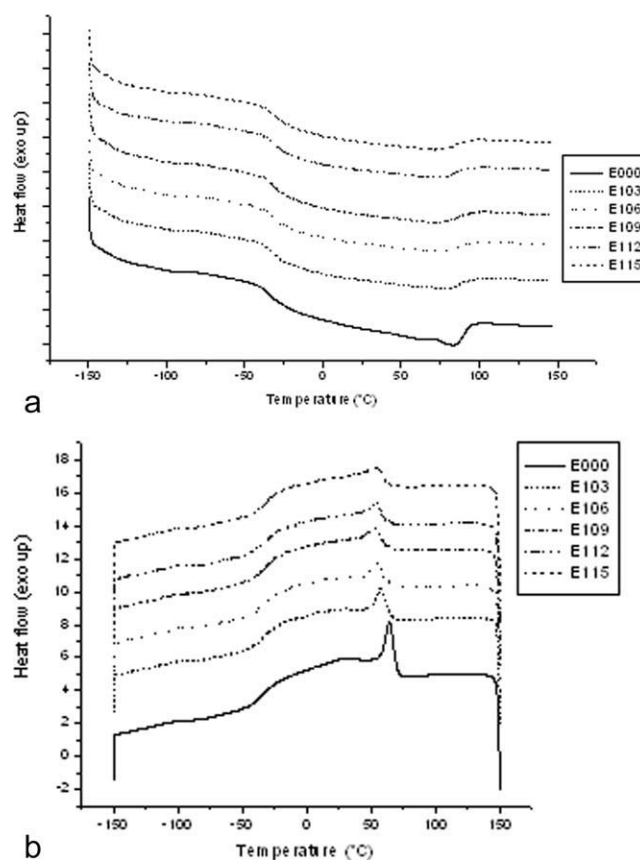 Heat flow (exo up)
E000
E103
E106
E109
E112
E115
-150 -100 -50 0 50 100 150
Temperature (°C)
a
18
16
14
12
10
8
6
4
2
0
-2
Heat flow (exo up)
E000
E103
E106
E109
E112
E115
-150 -100 -50 0 50 100 150
Temperature (°C)
b